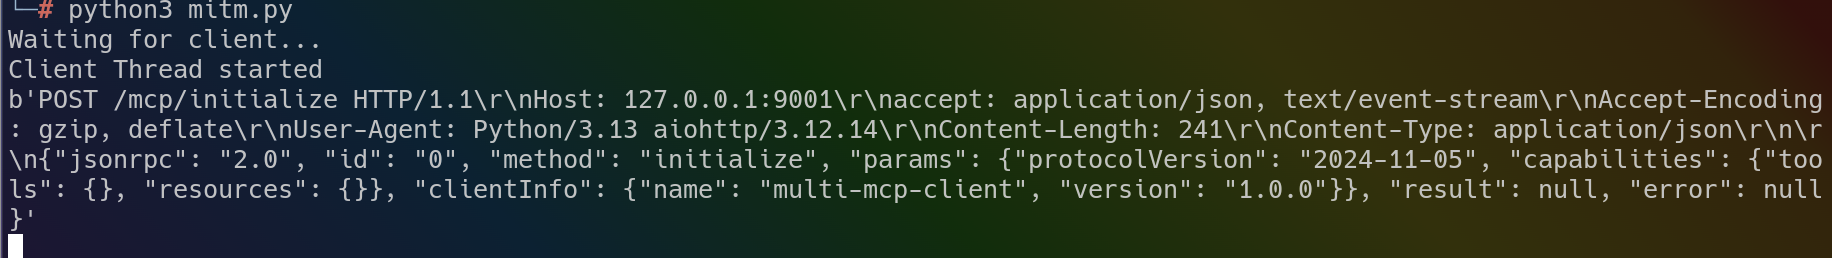 └─# python3 mitm.py
Waiting for client...
Client Thread started
b'POST /mcp/initialize HTTP/1.1\r\nHost: 127.0.0.1:9001\r\naccept: application/json, text/event-stream\r\nAccept-Encoding
: gzip, deflate\r\nUser-Agent: Python/3.13 aiohttp/3.12.14\r\nContent-Length: 241\r\nContent-Type: application/json\r\n\r
\n{"jsonrpc": "2.0", "id": "0", "method": "initialize", "params": {"protocolVersion": "2024-11-05", "capabilities": {"too
ls": {}, "resources": {}}, "clientInfo": {"name": "multi-mcp-client", "version": "1.0.0"}}, "result": null, "error": null
}'